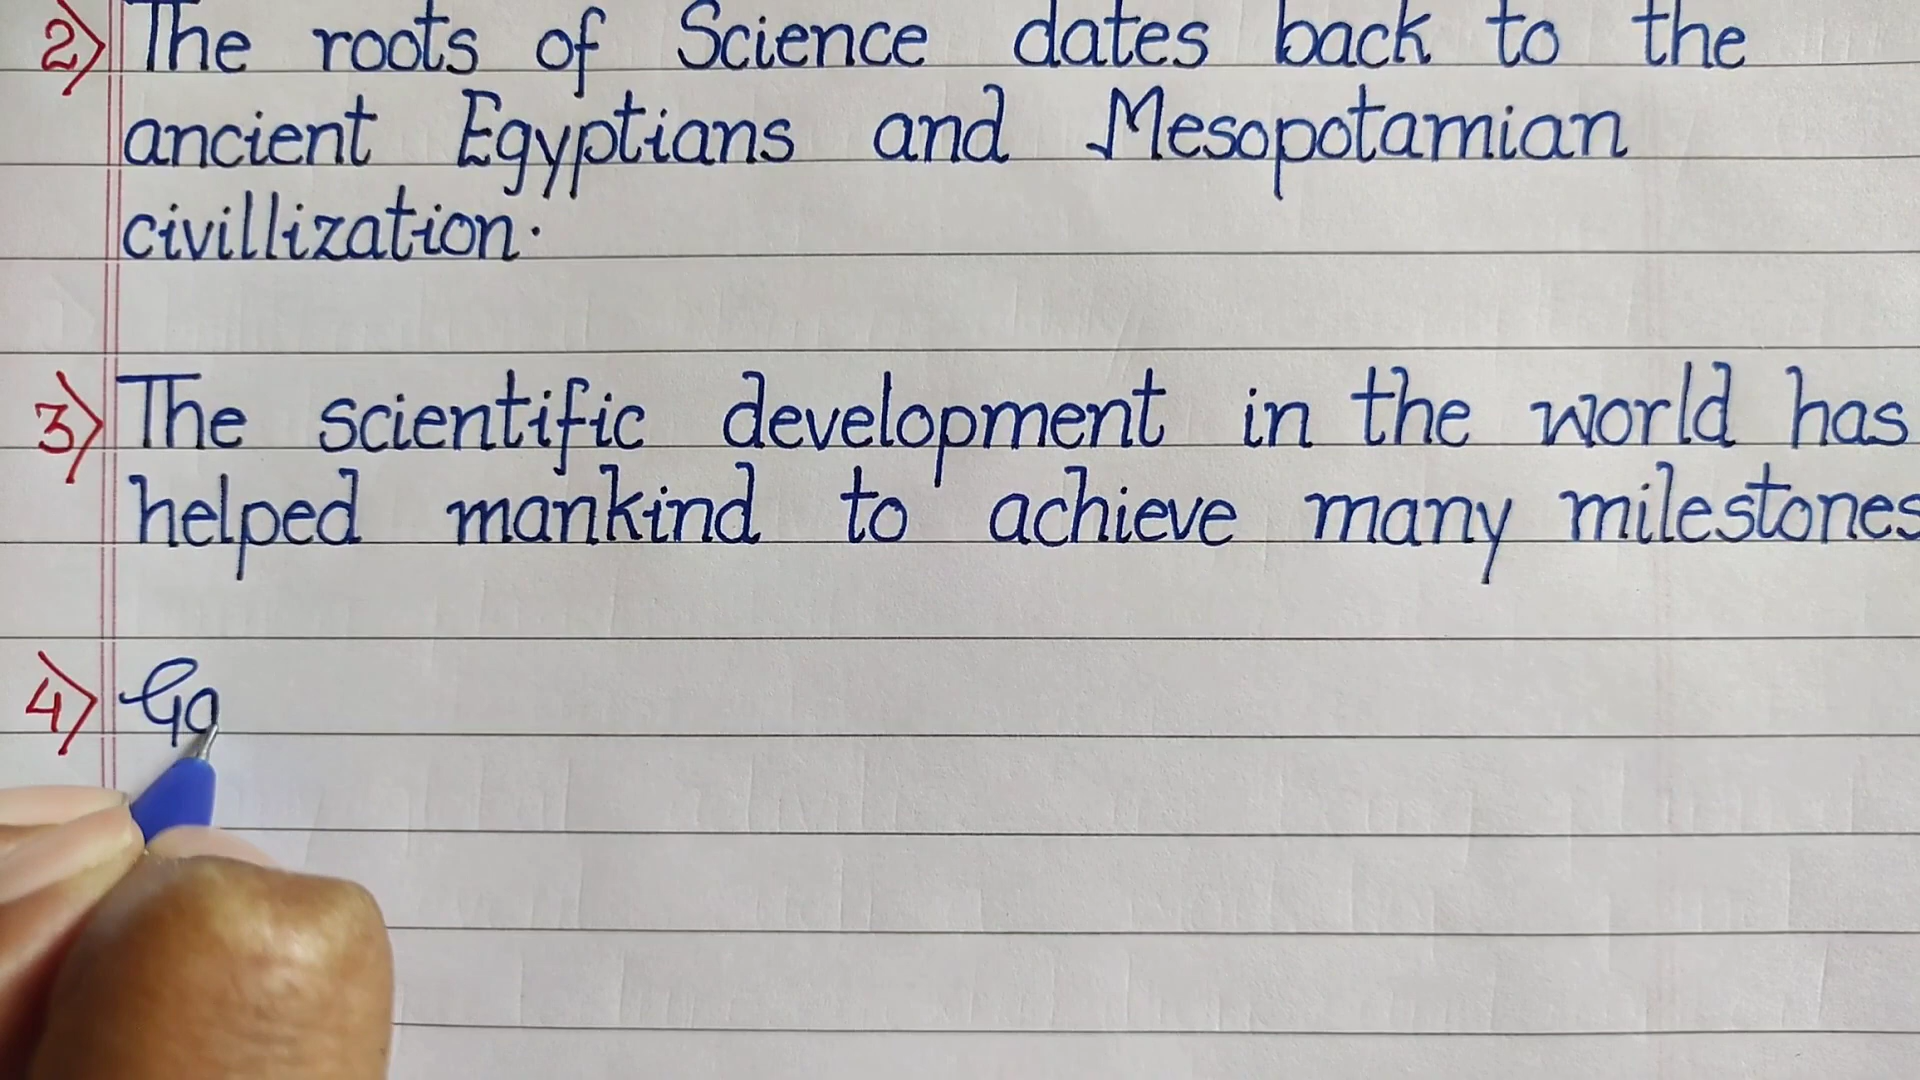 2) The roots of Science dates back to the
ancient Egyptians and Mesopotamian
civillization.
3) The scientific development in the world has
helped mankind to achieve many milestones
4) Ga